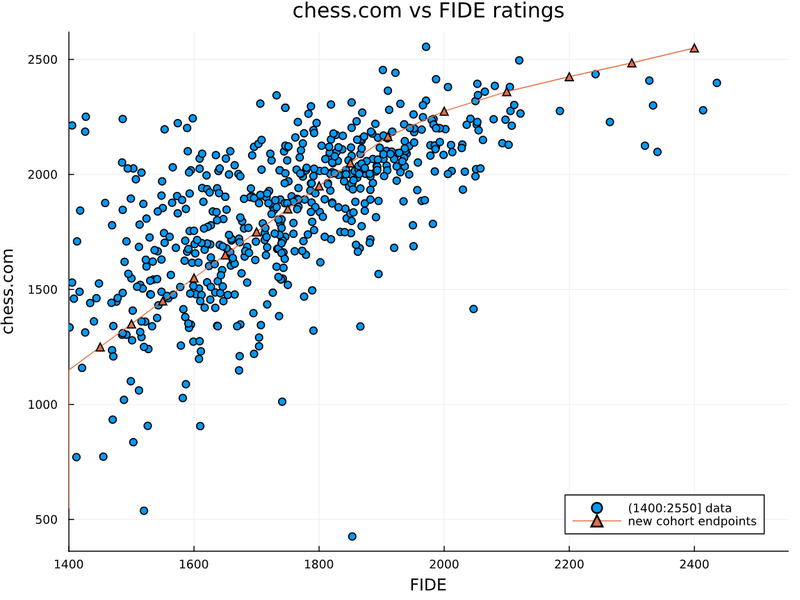 chess.com vs FIDE ratings
chess.com
2500
2000
1500
1000
500
1400
1600
1800
2000
2200
2400
FIDE
(1400:2550] data
new cohort endpoints